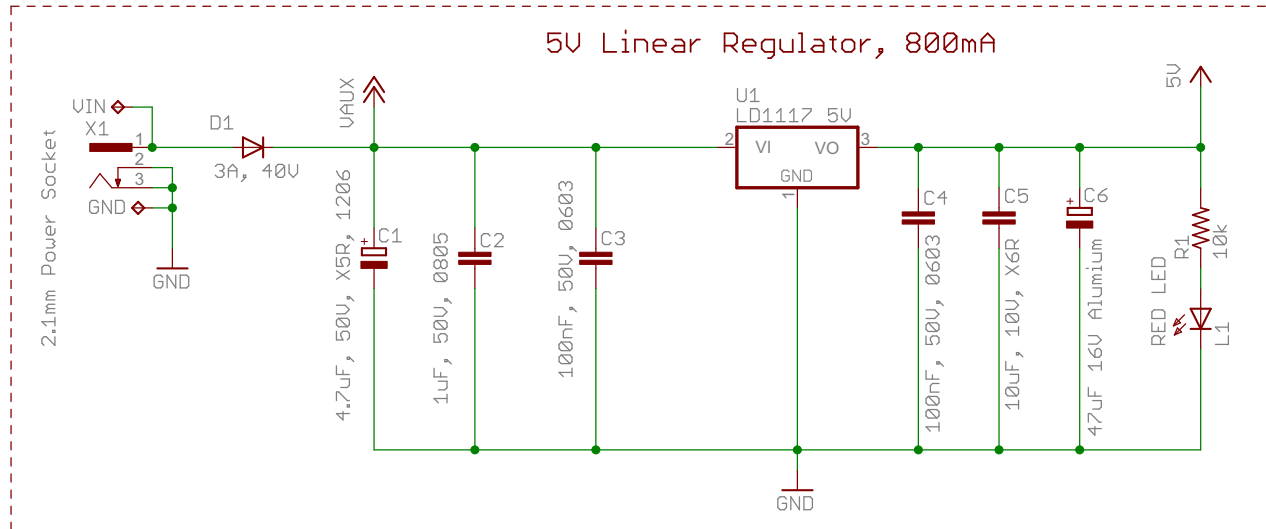 5V Linear Regulator, 800mA
VIN
X1
1
2
3
GND
GND
2.1mm Power Socket
D1
3A, 40V
VAUX
C1
4.7uF, 50V, X5R, 1206
C2
1uF, 50V, 0805
C3
100nF, 50V, 0603
U1
LD1117 5V
2
VI
VO
3
GND
1
GND
C4
100nF, 50V, 0603
C5
10uF, 10V, X6R
C6
47uF 16V Alumium
5V
R1
10k
RED LED
L1